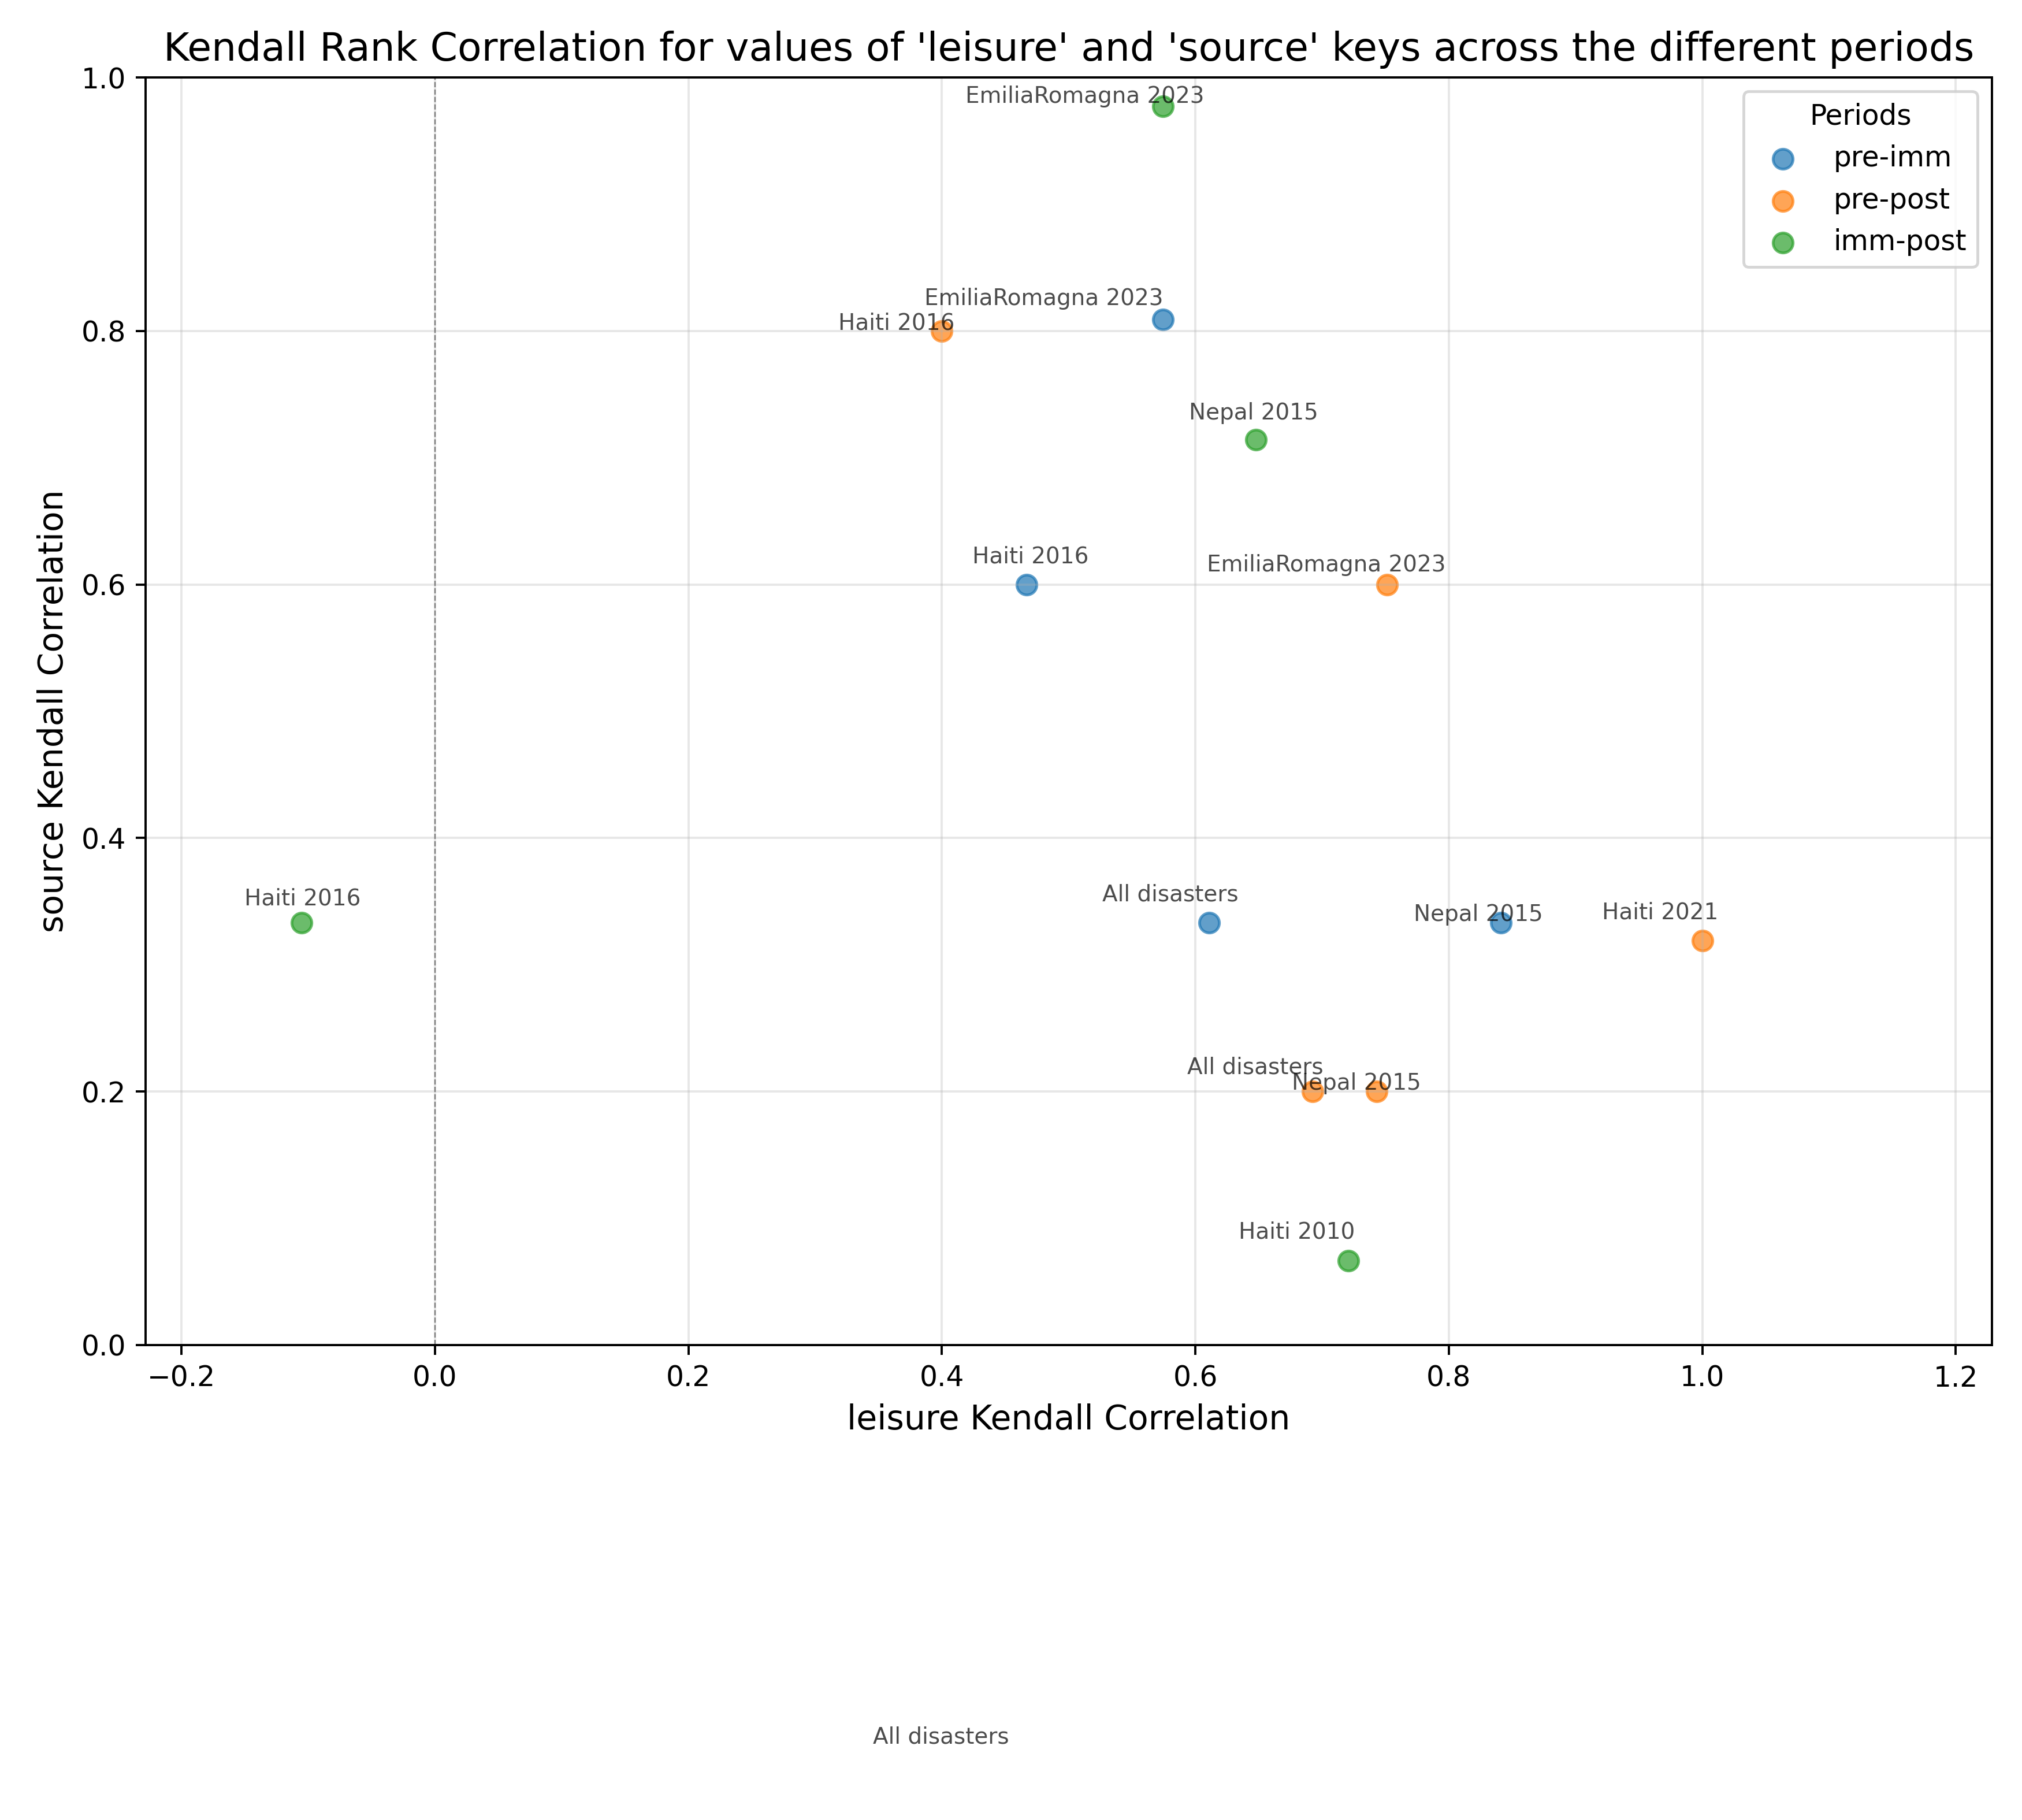 Kendall Rank Correlation for values of 'leisure' and 'source' keys across the different periods
1.0
EmiliaRomagna 2023
Periods
pre-imm
pre-post
imm-post
EmiliaRomagna 2023
Haiti 2016
0.8
Nepal 2015
Haiti 2016
EmiliaRomagna 2023
0.6
source Kendall Correlation
0.4
Haiti 2016
All disasters
Nepal 2015
Haiti 2021
All disasters
Nepal 2015
0.2
Haiti 2010
0.0
−0.2
0.0
0.2
0.4
0.6
0.8
1.0
1.2
leisure Kendall Correlation
All disasters